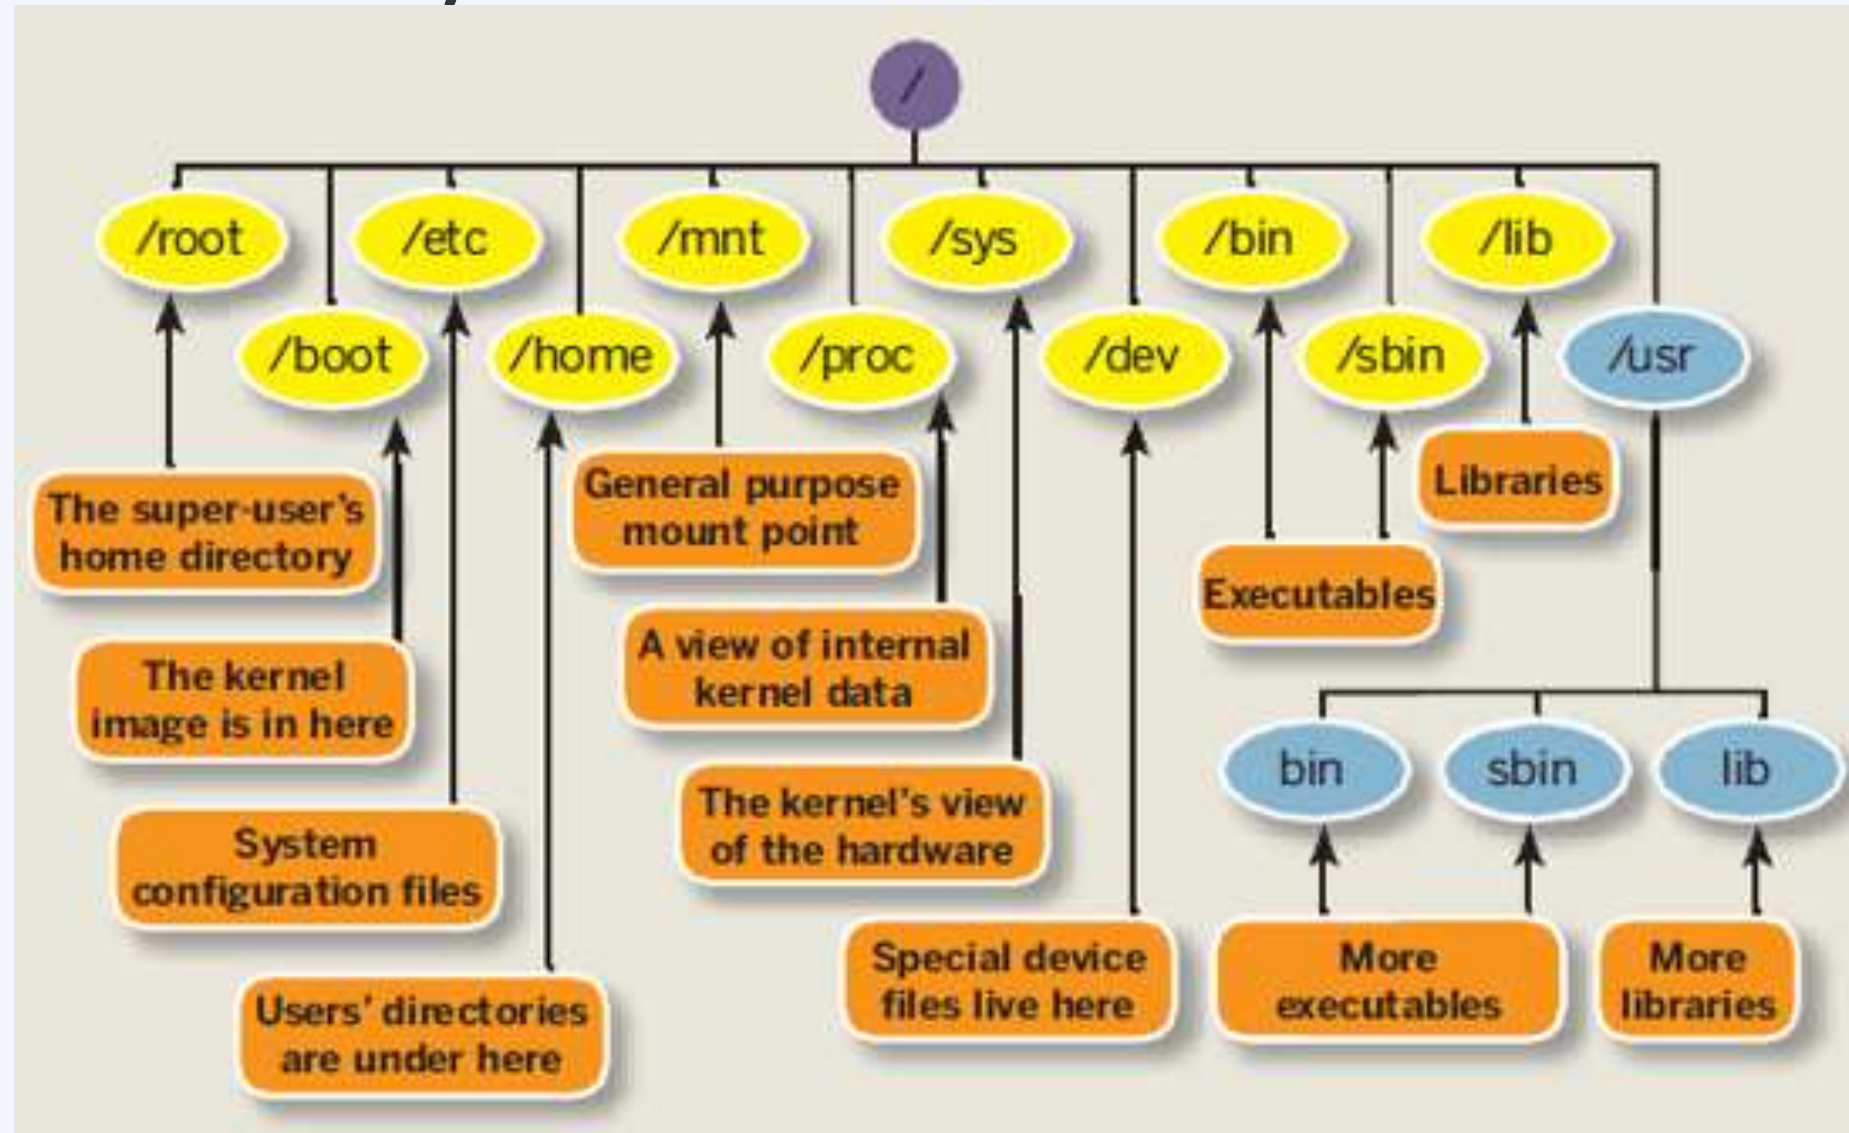 /
/root
/etc
/mnt
/sys
/bin
/lib
/boot
/home
/proc
/dev
/sbin
/usr
The super-user's
home directory
General purpose
mount point
Libraries
Executables
The kernel
image is in here
A view of internal
kernel data
bin
sbin
lib
System
configuration files
The kernel's view
of the hardware
Users' directories
are under here
Special device
files live here
More
executables
More
libraries